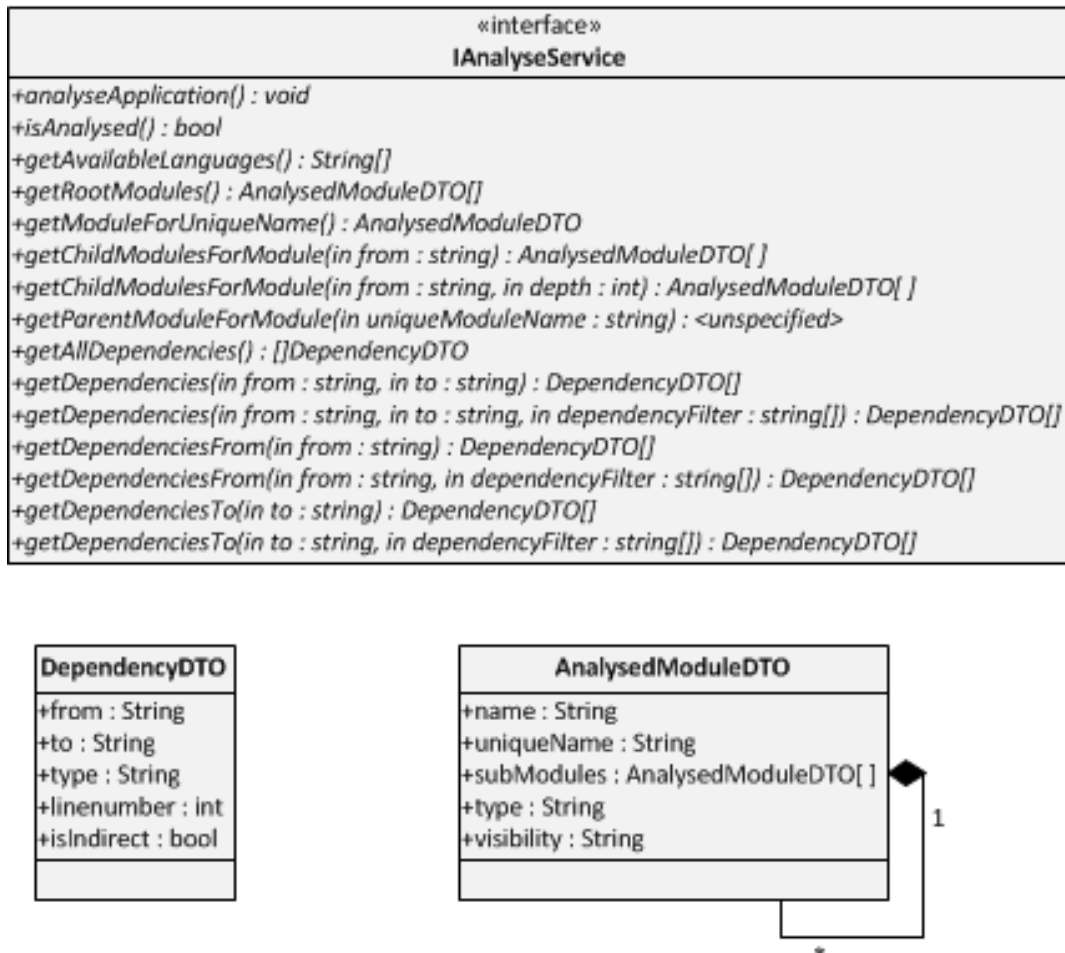 «interface»
IAnalyseService
+analyseApplication() : void
+isAnalysed() : bool
+getAvailableLanguages() : String[]
+getRootModules() : AnalysedModuleDTO[]
+getModuleForUniqueName() : AnalysedModuleDTO
+getChildModulesForModule(in from : string) : AnalysedModuleDTO[ ]
+getChildModulesForModule(in from : string, in depth : int) : AnalysedModuleDTO[ ]
+getParentModuleForModule(in uniqueModuleName : string) : <unspecified>
+getAllDependencies() : []DependencyDTO
+getDependencies(in from : string, in to : string) : DependencyDTO[]
+getDependencies(in from : string, in to : string, in dependencyFilter : string[]) : DependencyDTO[]
+getDependenciesFrom(in from : string) : DependencyDTO[]
+getDependenciesFrom(in from : string, in dependencyFilter : string[]) : DependencyDTO[]
+getDependenciesTo(in to : string) : DependencyDTO[]
+getDependenciesTo(in to : string, in dependencyFilter : string[]) : DependencyDTO[]
DependencyDTO
+from : String
+to : String
+type : String
+linenumber : int
+isIndirect : bool
AnalysedModuleDTO
+name : String
+uniqueName : String
+subModules : AnalysedModuleDTO[ ]
+type : String
+visibility : String
1
*